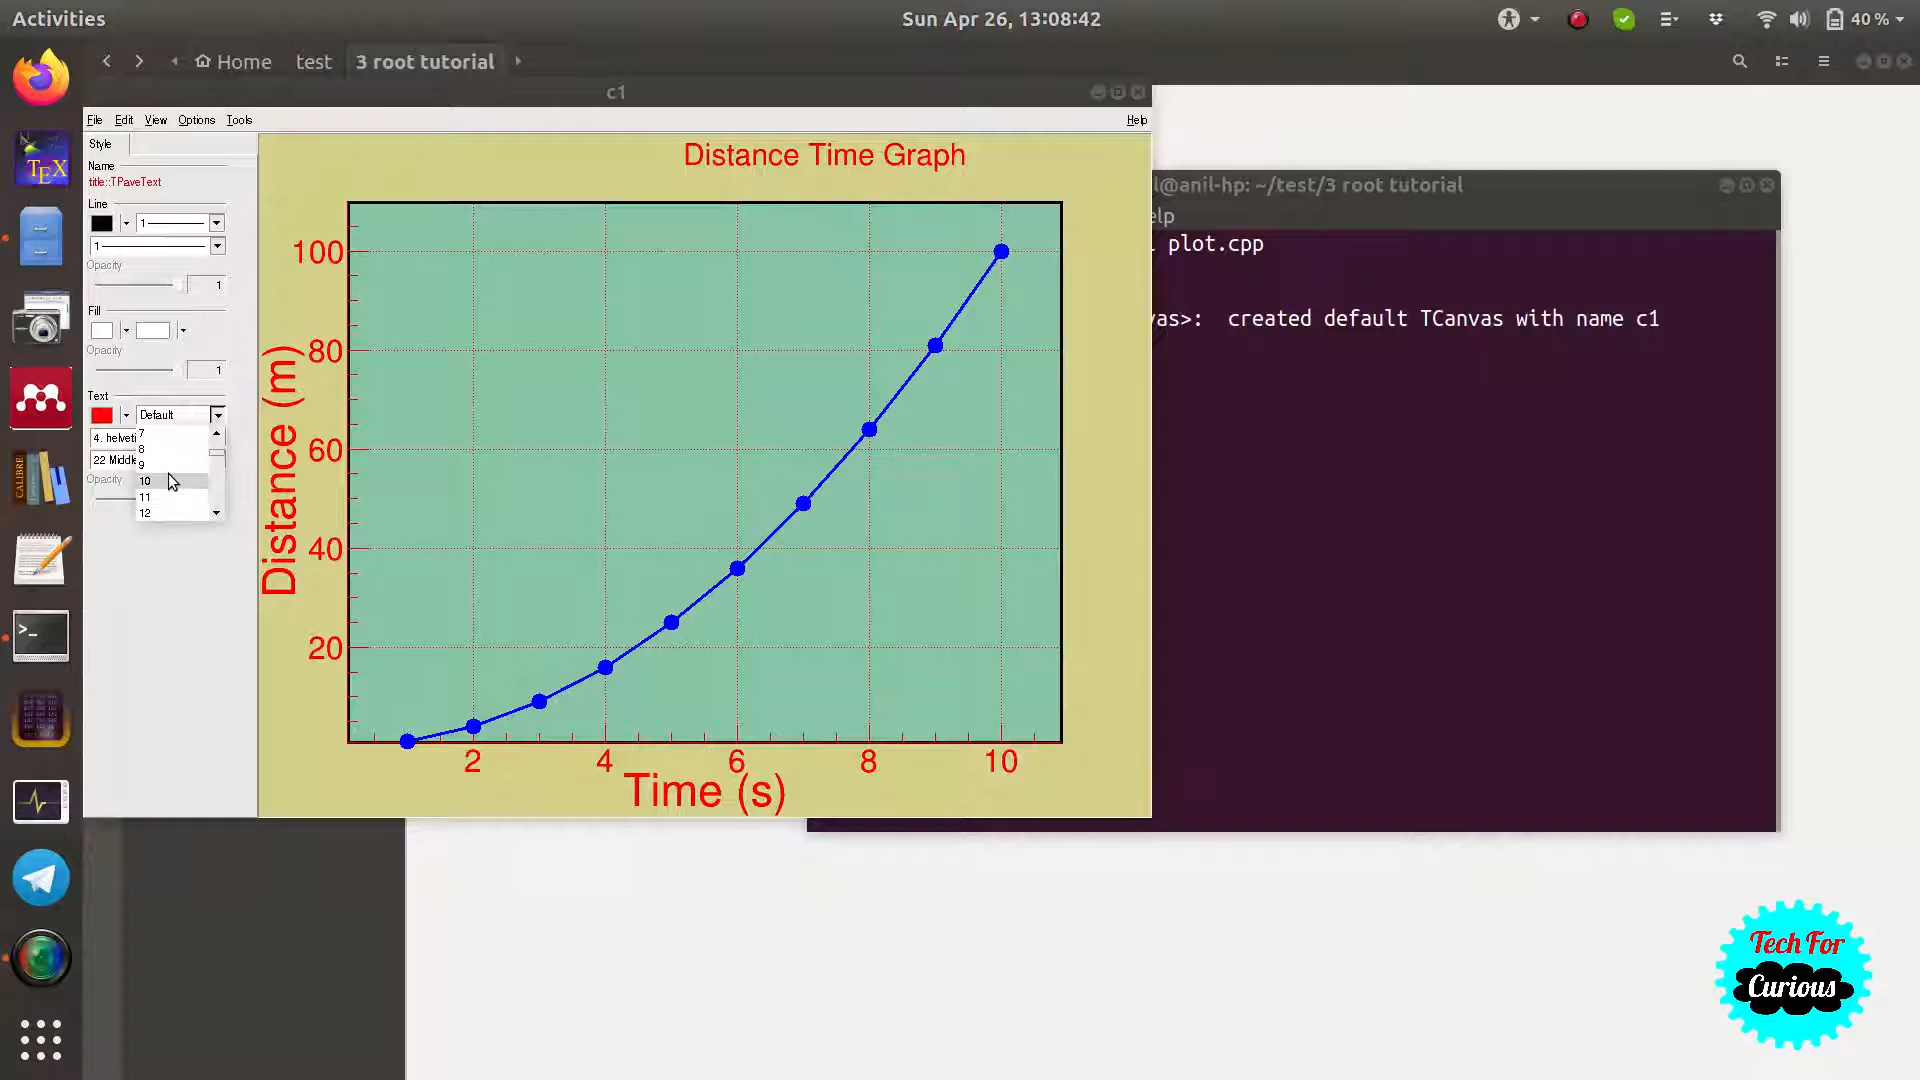 Activities
Sun Apr 26, 13:08:42
40 %
Home
test
3 root tutorial
c1
File
Edit
View
Options
Tools
Help
Style
Name
title::TPaveText
Line
1
1
Opacity
1
Fill
Opacity
1
Text
Default
4. helveti
22 Middle
Opacity
7
8
9
10
11
12
Distance Time Graph
Distance (m)
100
80
60
40
20
2
4
6
8
10
Time (s)
l@anil-hp: ~/test/3 root tutorial
elp
plot.cpp
vas>: created default TCanvas with name c1
TEX
CALIBRE
>_
Tech For
Curious